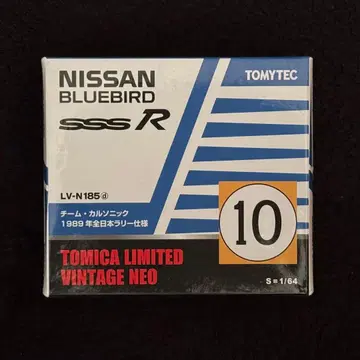 NISSAN
BLUEBIRD
SSS R
TOMYTEC
LV-N185 d
チーム・カルソニック
1989年全日本ラリー仕様
10
TOMICA LIMITED
VINTAGE NEO
S=1/64